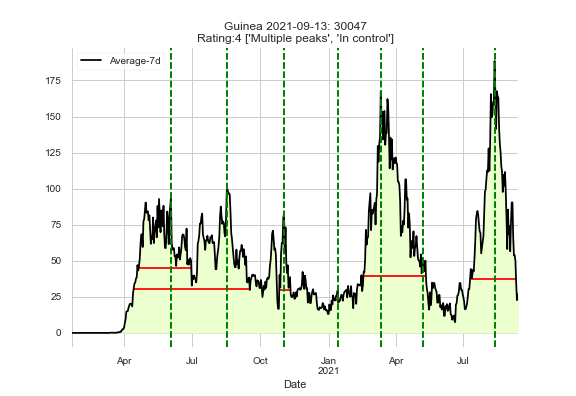 Guinea 2021-09-13: 30047
Rating:4 ['Multiple peaks', 'In control']
Average-7d
175
150
125
100
75
50
25
0
Apr
Jul
Oct
Jan
2021
Apr
Jul
Date